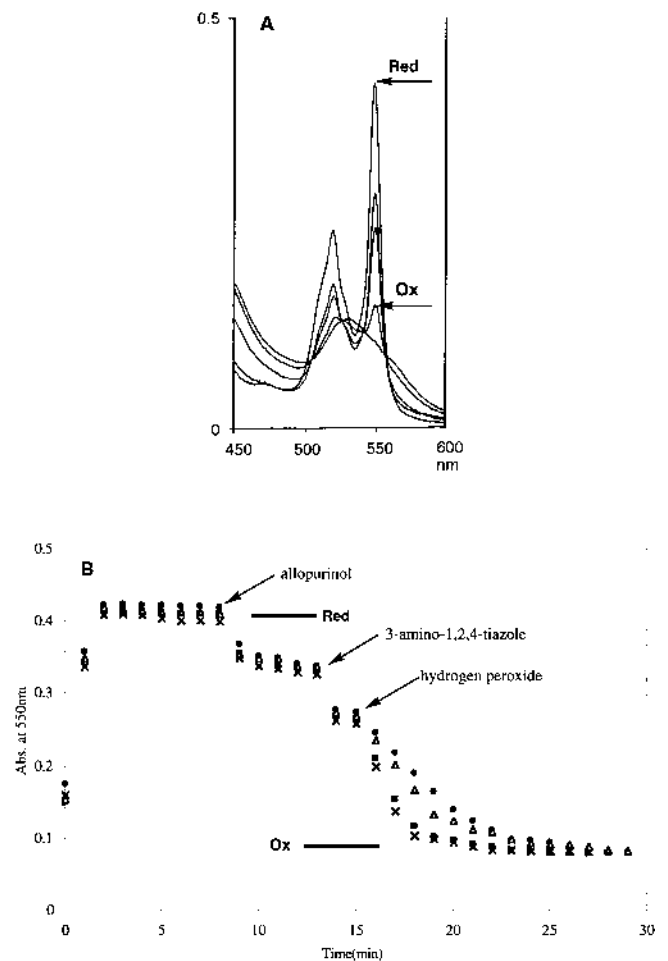 0.5
A
Red
Ox
0
450
500
550
600
nm
0.5
B
allopurinol
0.4
Red
3-amino-1,2,4-tiazole
0.3
hydrogen peroxide
Abs. at 550nm
0.2
0.1
Ox
0
0
5
10
15
20
25
30
Time(min)